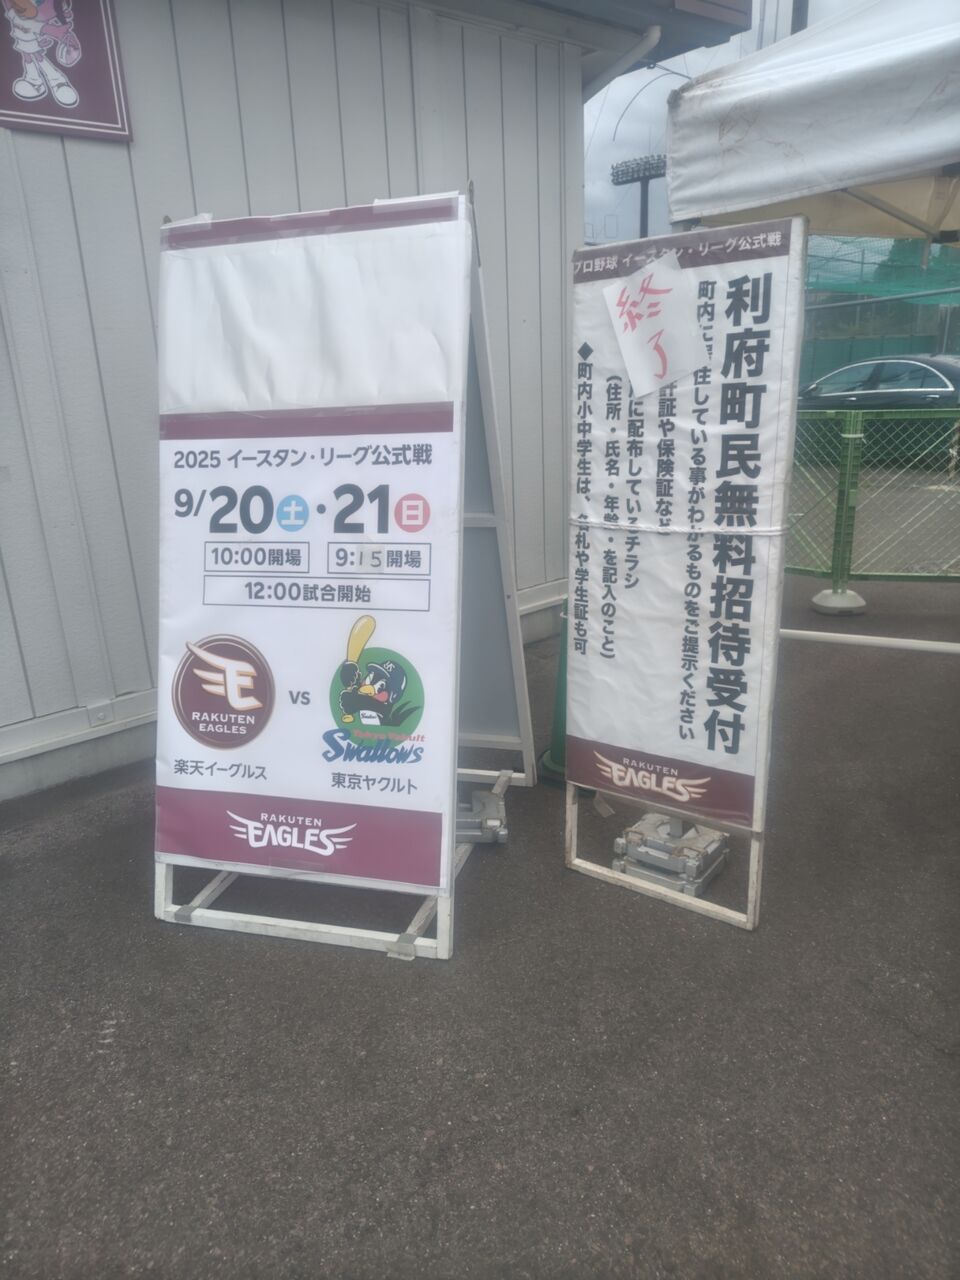 2025 イースタン・リーグ公式戦
9/20土・21日
10:00開場 9:15開場
12:00試合開始
RAKUTEN
EAGLES
vs
Tokyo Yakult
Swallows
楽天イーグルス
東京ヤクルト
RAKUTEN
EAGLES
プロ野球 イースタン・リーグ公式戦
終了
利府町民無料招待受付
町内に住している事がわかるものをご提示ください
許証や保険証など
に配布しているチラシ
(住所・氏名・年齢・を記入のこと)
◆町内小中学生は、名札や学生証も可
RAKUTEN
EAGLES